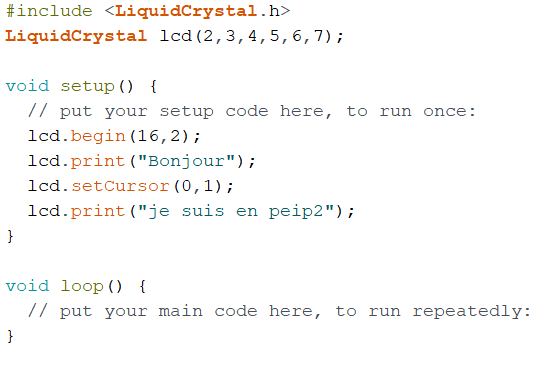 #include <LiquidCrystal.h>
LiquidCrystal lcd(2,3,4,5,6,7);
void setup() {
// put your setup code here, to run once:
lcd.begin(16,2);
lcd.print("Bonjour");
lcd.setCursor(0,1);
lcd.print("je suis en peip2");
}
void loop() {
// put your main code here, to run repeatedly:
}